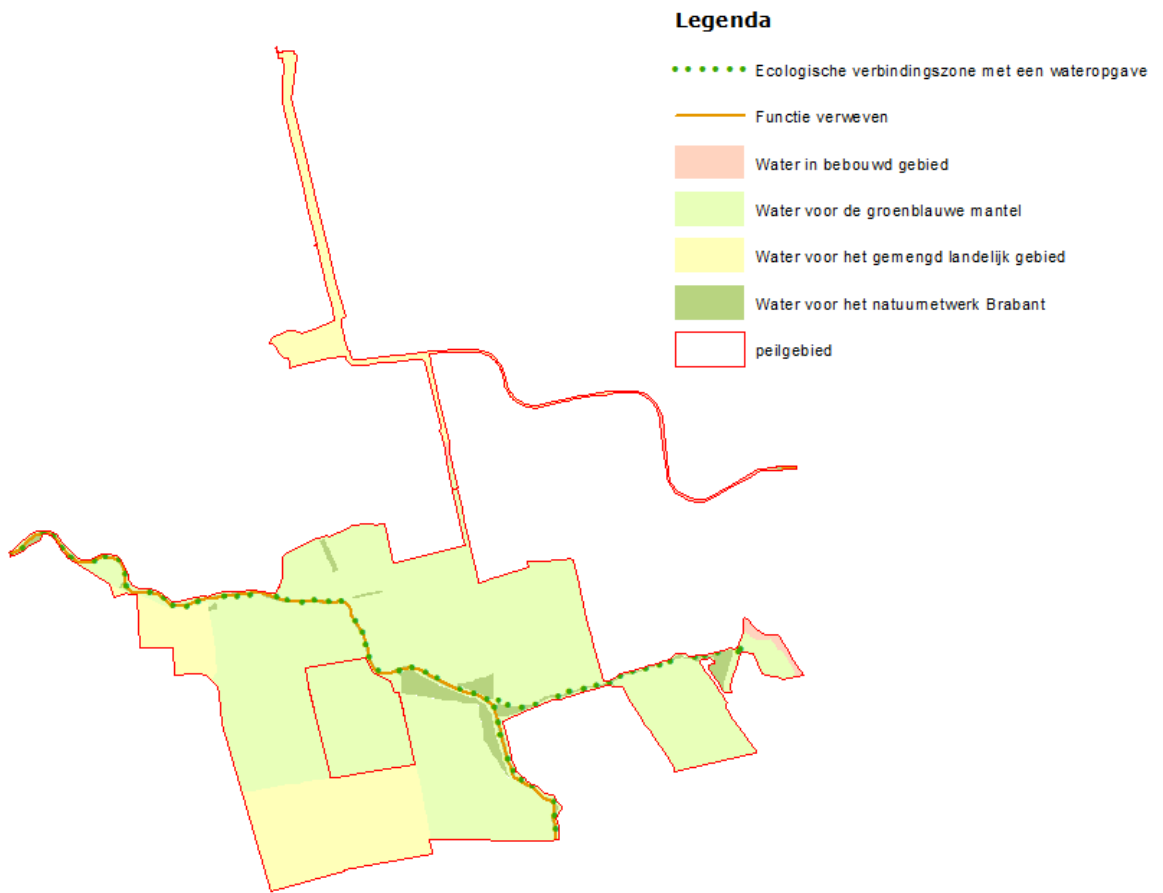 Legenda
Ecologische verbindingszone met een wateropgave
Functie verweven
Water in bebouwd gebied
Water voor de groenblauwe mantel
Water voor het gemengd landelijk gebied
Water voor het natuurnetwerk Brabant
peilgebied